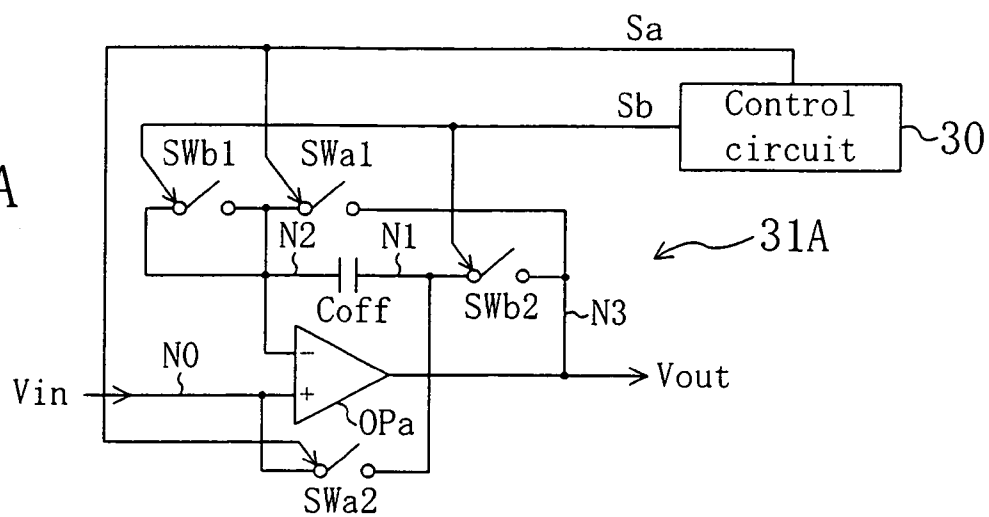 Sa
Sb
Control
circuit
30
A
SWb1
SWa1
31A
N2
N1
Coff
SWb2
N3
N0
−
Vin
+
Vout
OPa
SWa2